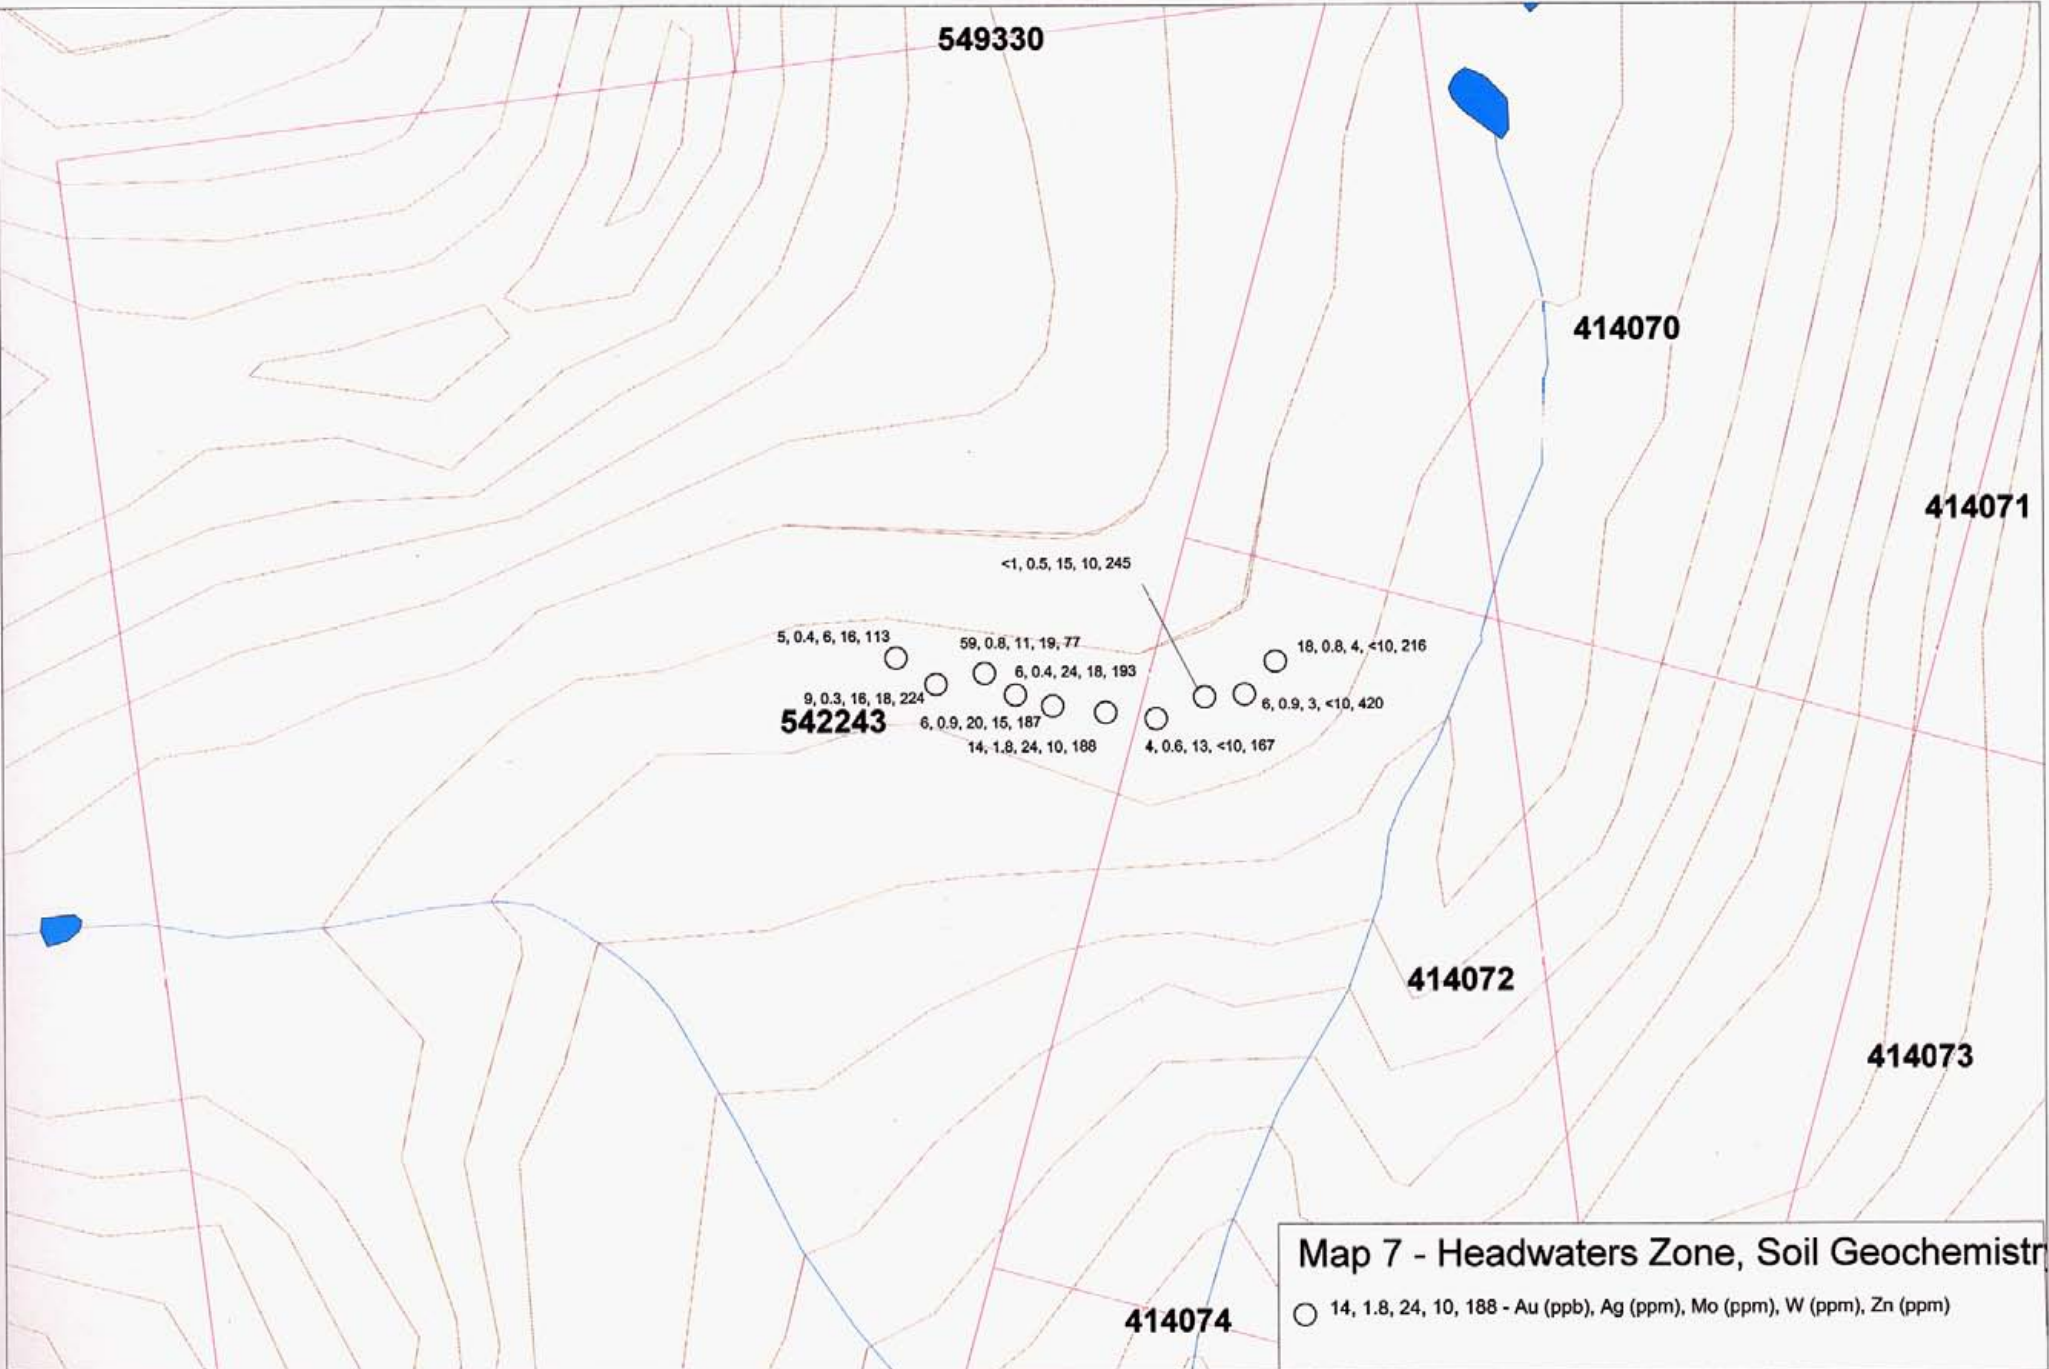 549330
414070
414071
<1, 0.5, 15, 10, 245
5, 0.4, 6, 16, 113
59, 0.8, 11, 19, 77
18, 0.8, 4, <10, 216
6, 0.4, 24, 18, 193
9, 0.3, 16, 18, 224
6, 0.9, 3, <10, 420
542243
6, 0.9, 20, 15, 187
14, 1.8, 24, 10, 188
4, 0.6, 13, <10, 167
414072
414073
414074
Map 7 - Headwaters Zone, Soil Geochemistr
14, 1.8, 24, 10, 188 - Au (ppb), Ag (ppm), Mo (ppm), W (ppm), Zn (ppm)